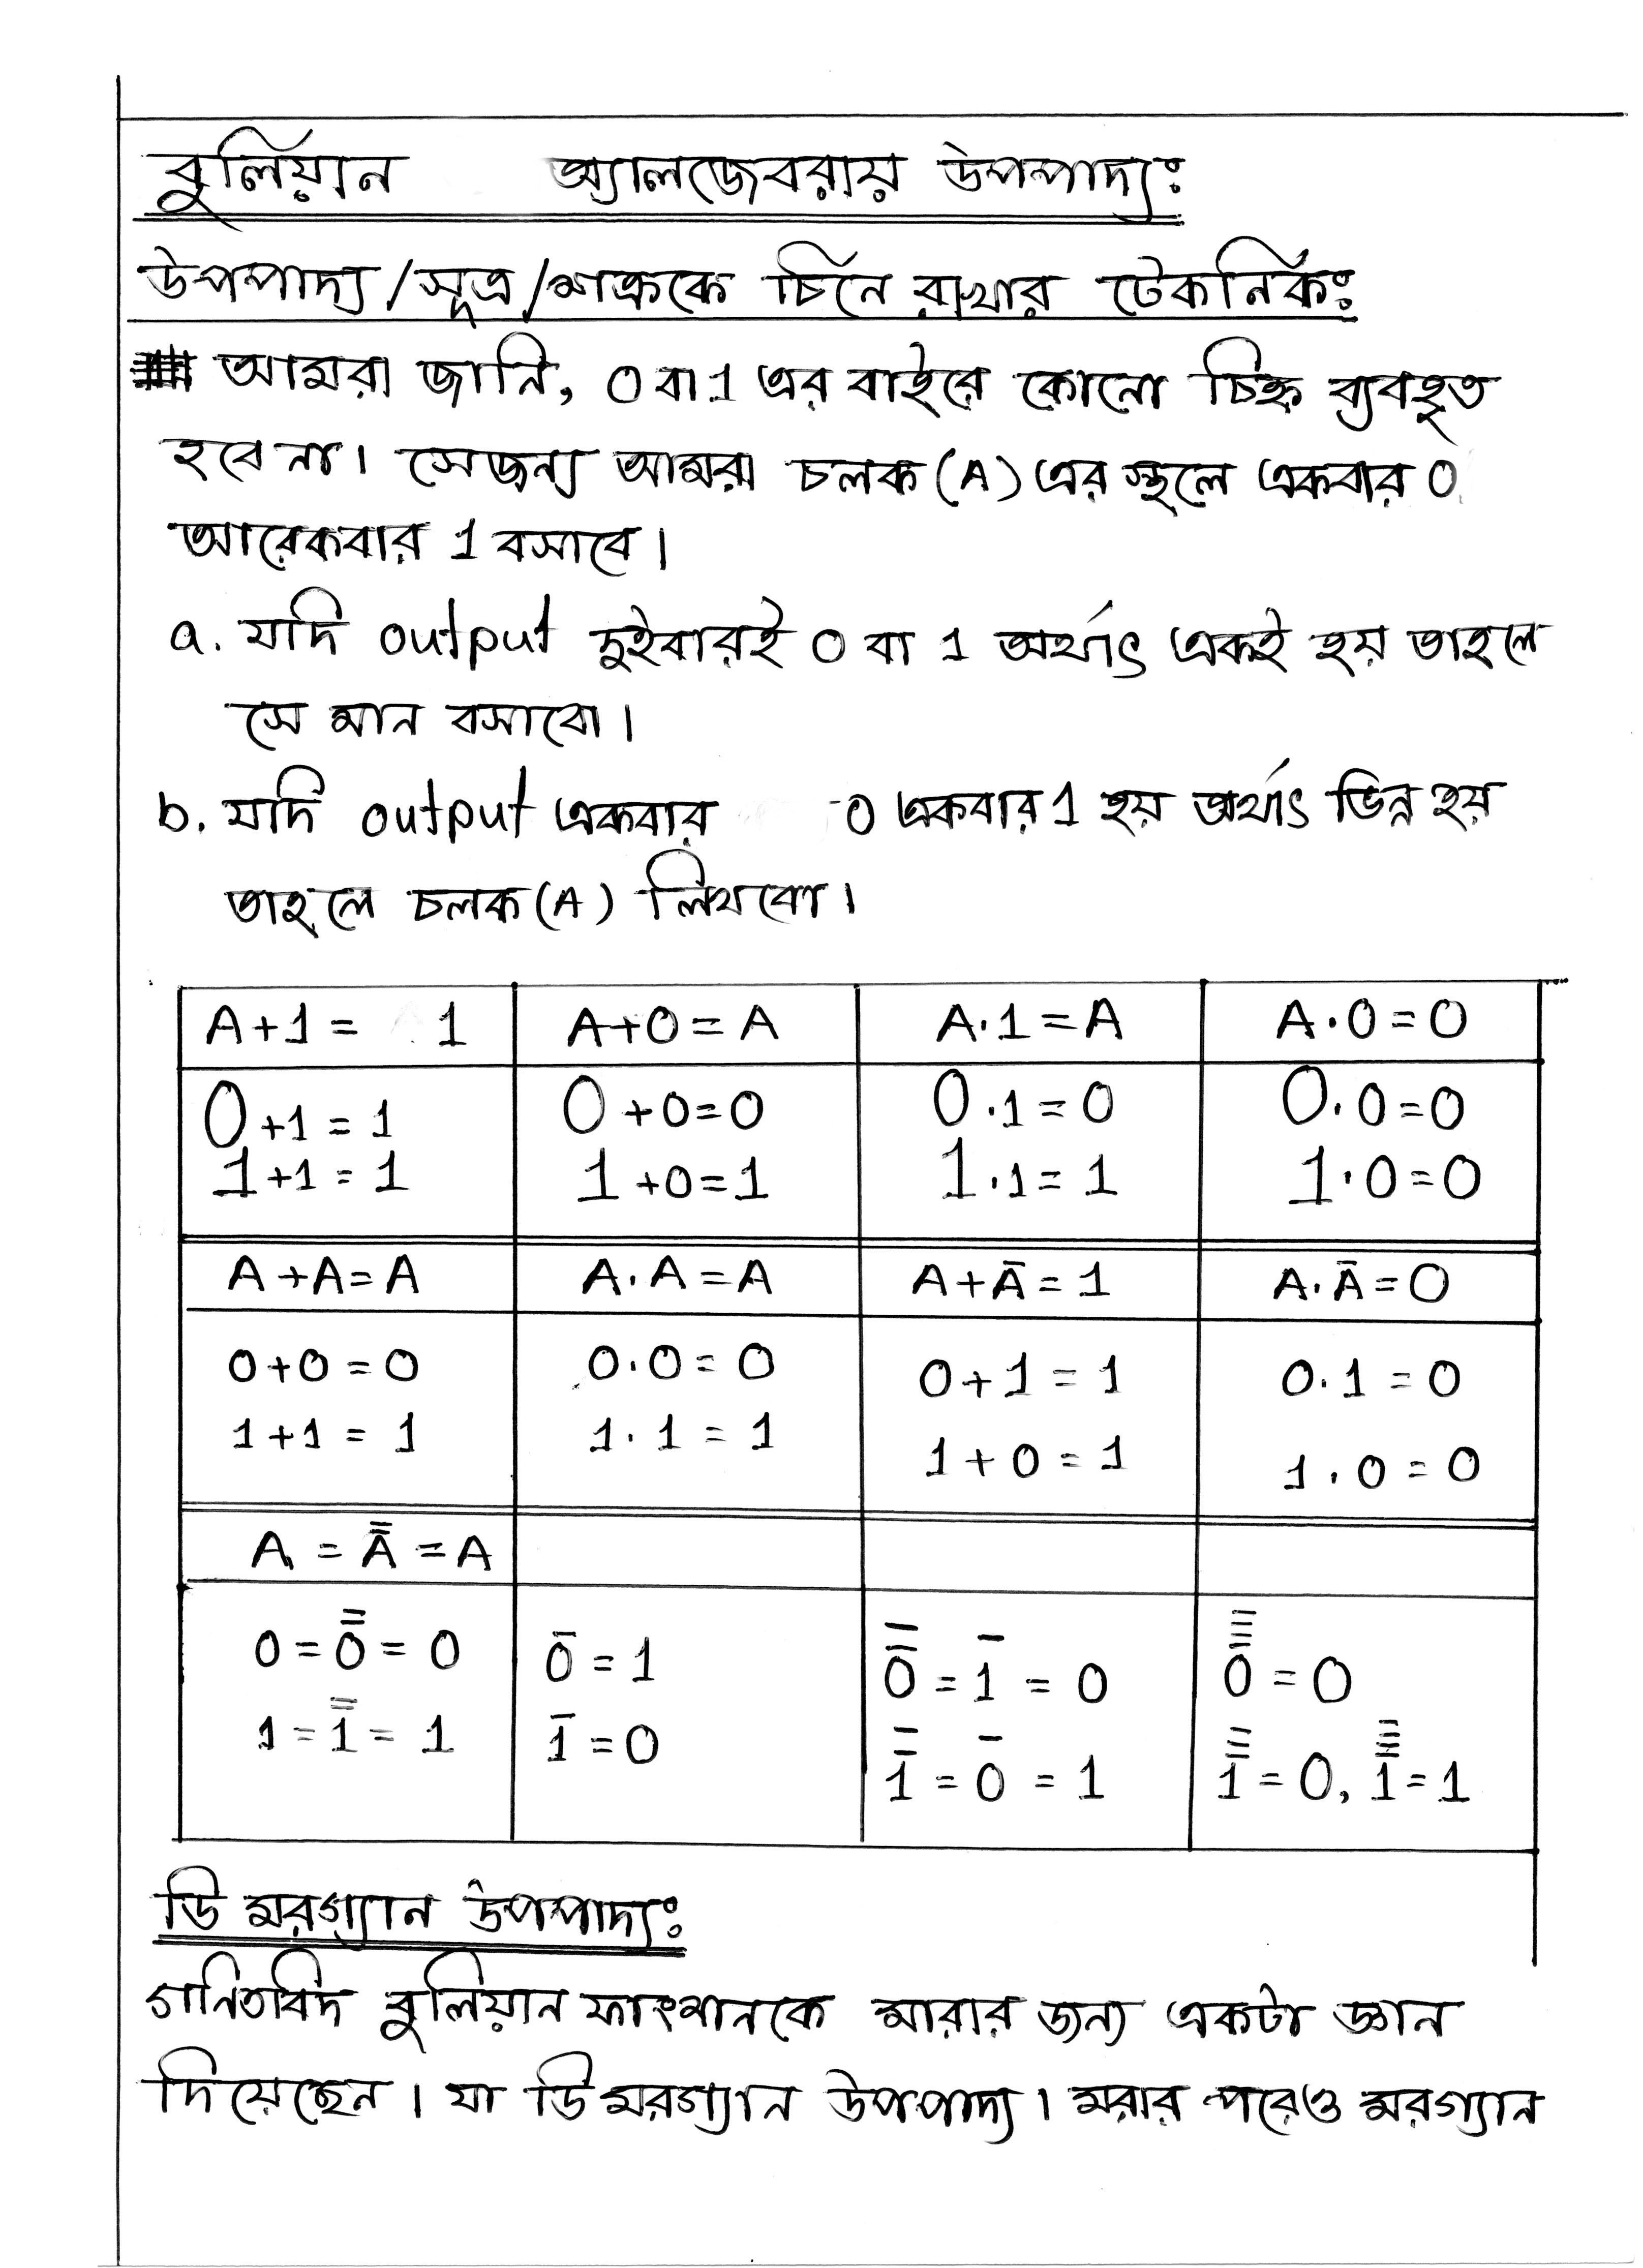 বুলিয়ান অ্যালজেবরায় উপপাদ্যঃ
উপপাদ্য/সূত্র/শত্রুকে চিনে রাখার টেকনিকঃ
আমরা জানি, 0 বা 1 এর বাইরে কোনো চিহ্ন ব্যবহৃত
হবে না। সেজন্য আমরা চলক (A) এর স্থলে একবার 0
আরেকবার 1 বসাবে।
a. যদি output দুইবারই 0 বা 1 অর্থাৎ একই হয় তাহলে
সে মান বসাবো।
b. যদি output একবার 0 একবার 1 হয় অর্থাৎ ভিন্ন হয়
তাহলে চলক (A) লিখবো।
A+1 = 1 A+0 = A A·1 = A A·0 = 0
0+1 = 1 0+0=0 0·1=0 0·0=0
1+1 = 1 1+0=1 1·1=1 1·0=0
A+A=A A·A=A A+Ā=1 A·Ā=0
0+0=0 0·0=0 0+1=1 0·1=0
1+1=1 1·1=1 1+0=1 1·0=0
A = A̿ = A
0 = 0̿ = 0 0̅ = 1 0̿ = 1̅ = 0 0̿̿ = 0
1 = 1̿ = 1 1̅ = 0 1̿ = 0̅ = 1 1̿̅ = 0, 1̿̿ = 1
ডি মরগ্যান উপপাদ্যঃ
গনিতবিদ বুলিয়ান ফাংশানকে মারার জন্য একটা জ্ঞান
দিয়েছেন। যা ডি মরগ্যান উপপাদ্য। মরার পরেও মরগ্যান